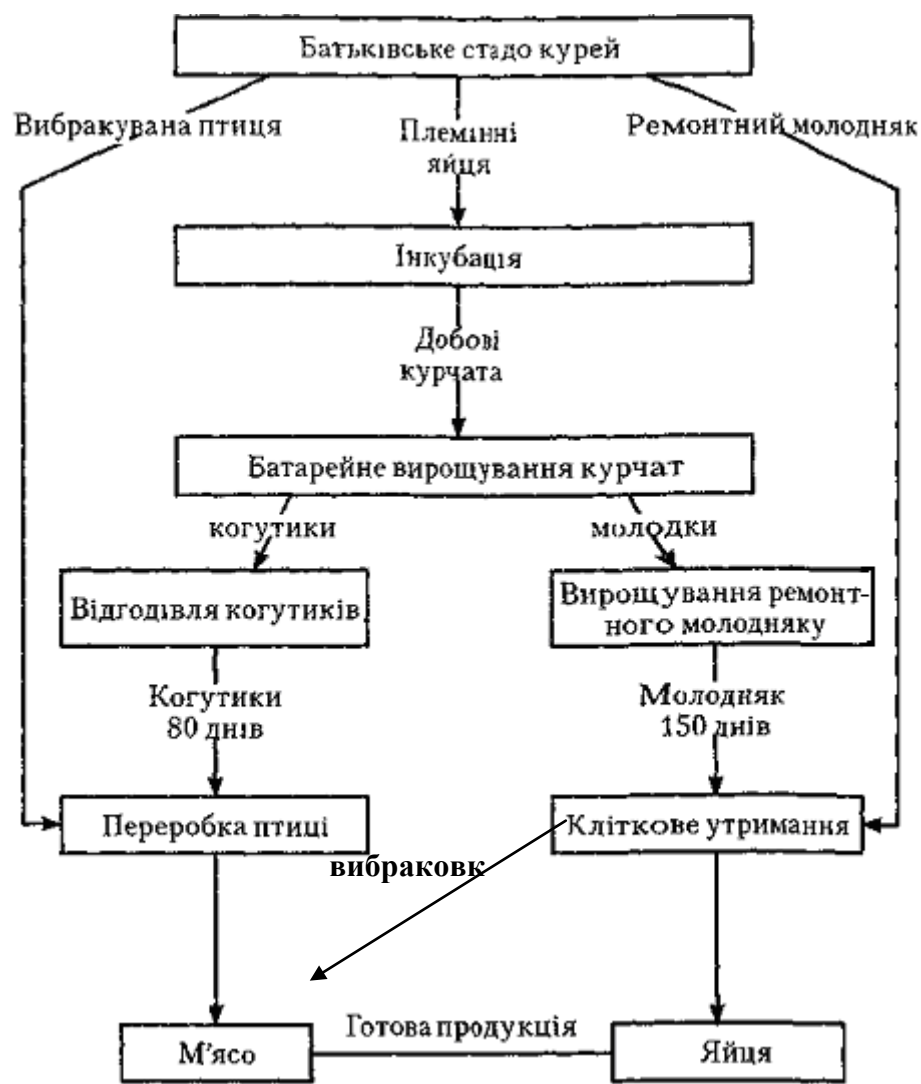 Батьківське стадо курей
Вибракувана птиця
Племінні
яйця
Ремонтний молодняк
Інкубація
Добові
курчата
Батарейне вирощування курчат
когутики
молодки
Відгодівля когутиків
Вирощування ремонт-
ного молодняку
Когутики
80 днів
Молодняк
150 днів
Переробка птиці
Кліткове утримання
вибраковк
Готова продукція
М'ясо
Яйця